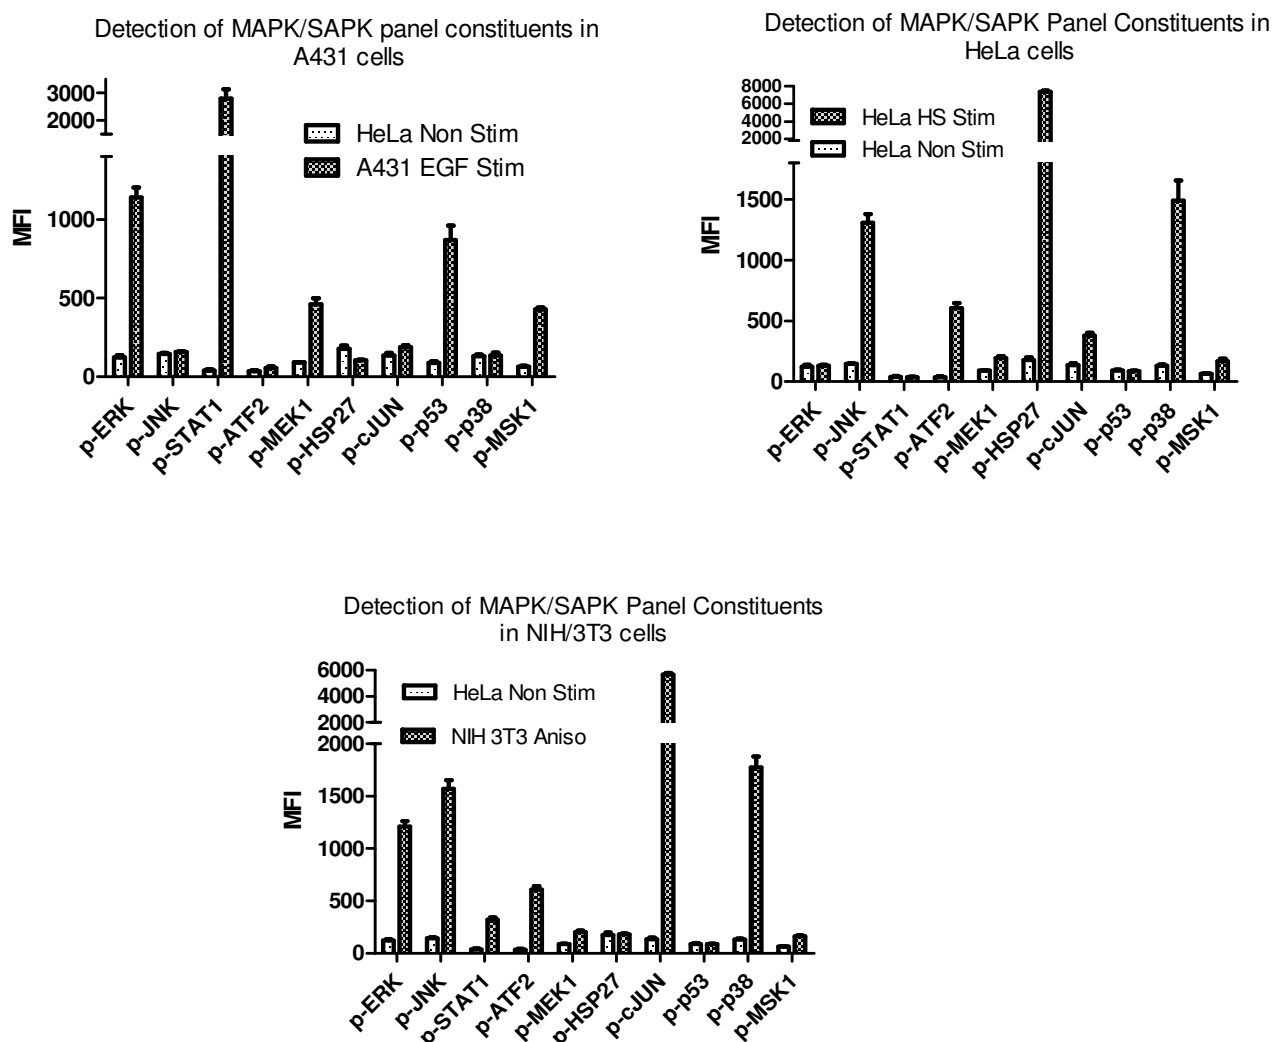 Detection of MAPK/SAPK panel constituents in
A431 cells
3000
2000
1000
500
0
MFI
HeLa Non Stim
A431 EGF Stim
p-ERK
p-JNK
p-STAT1
p-ATF2
p-MEK1
p-HSP27
p-cJUN
p-p53
p-p38
p-MSK1
Detection of MAPK/SAPK Panel Constituents in
HeLa cells
8000
6000
4000
2000
1500
1000
500
0
MFI
HeLa HS Stim
HeLa Non Stim
p-ERK
p-JNK
p-STAT1
p-ATF2
p-MEK1
p-HSP27
p-cJUN
p-p53
p-p38
p-MSK1
Detection of MAPK/SAPK Panel Constituents
in NIH/3T3 cells
6000
4000
2000
2000
1500
1000
500
0
MFI
HeLa Non Stim
NIH 3T3 Aniso
p-ERK
p-JNK
p-STAT1
p-ATF2
p-MEK1
p-HSP27
p-cJUN
p-p53
p-p38
p-MSK1